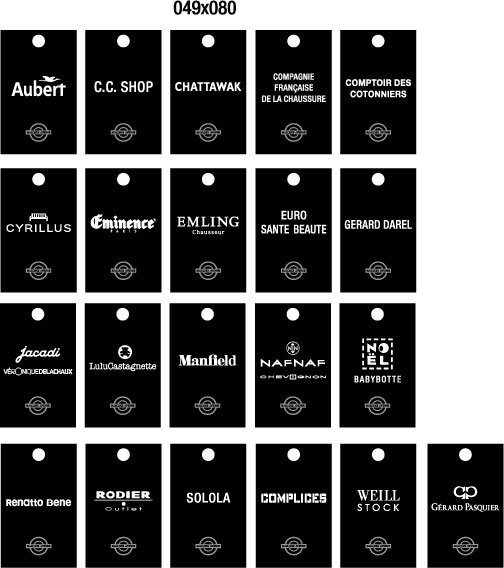 049x080
Aubert
C.C. SHOP
CHATTAWAK
COMPAGNIE
FRANÇAISE
DE LA CHAUSSURE
COMPTOIR DES
COTONNIERS
CYRILLUS
Eminence
PARIS
EMLING
Chausseur
EURO
SANTE BEAUTE
GERARD DAREL
jacadi
VÉRONIQUEDELACHAUX
LuluCastagnette
Manfield
NAFNAF
CHEVIGNON
NOËL
BABYBOTTE
Renatto Bene
RODIER
Outlet
SOLOLA
COMPLICES
WEILL
STOCK
GÉRARD PASQUIER